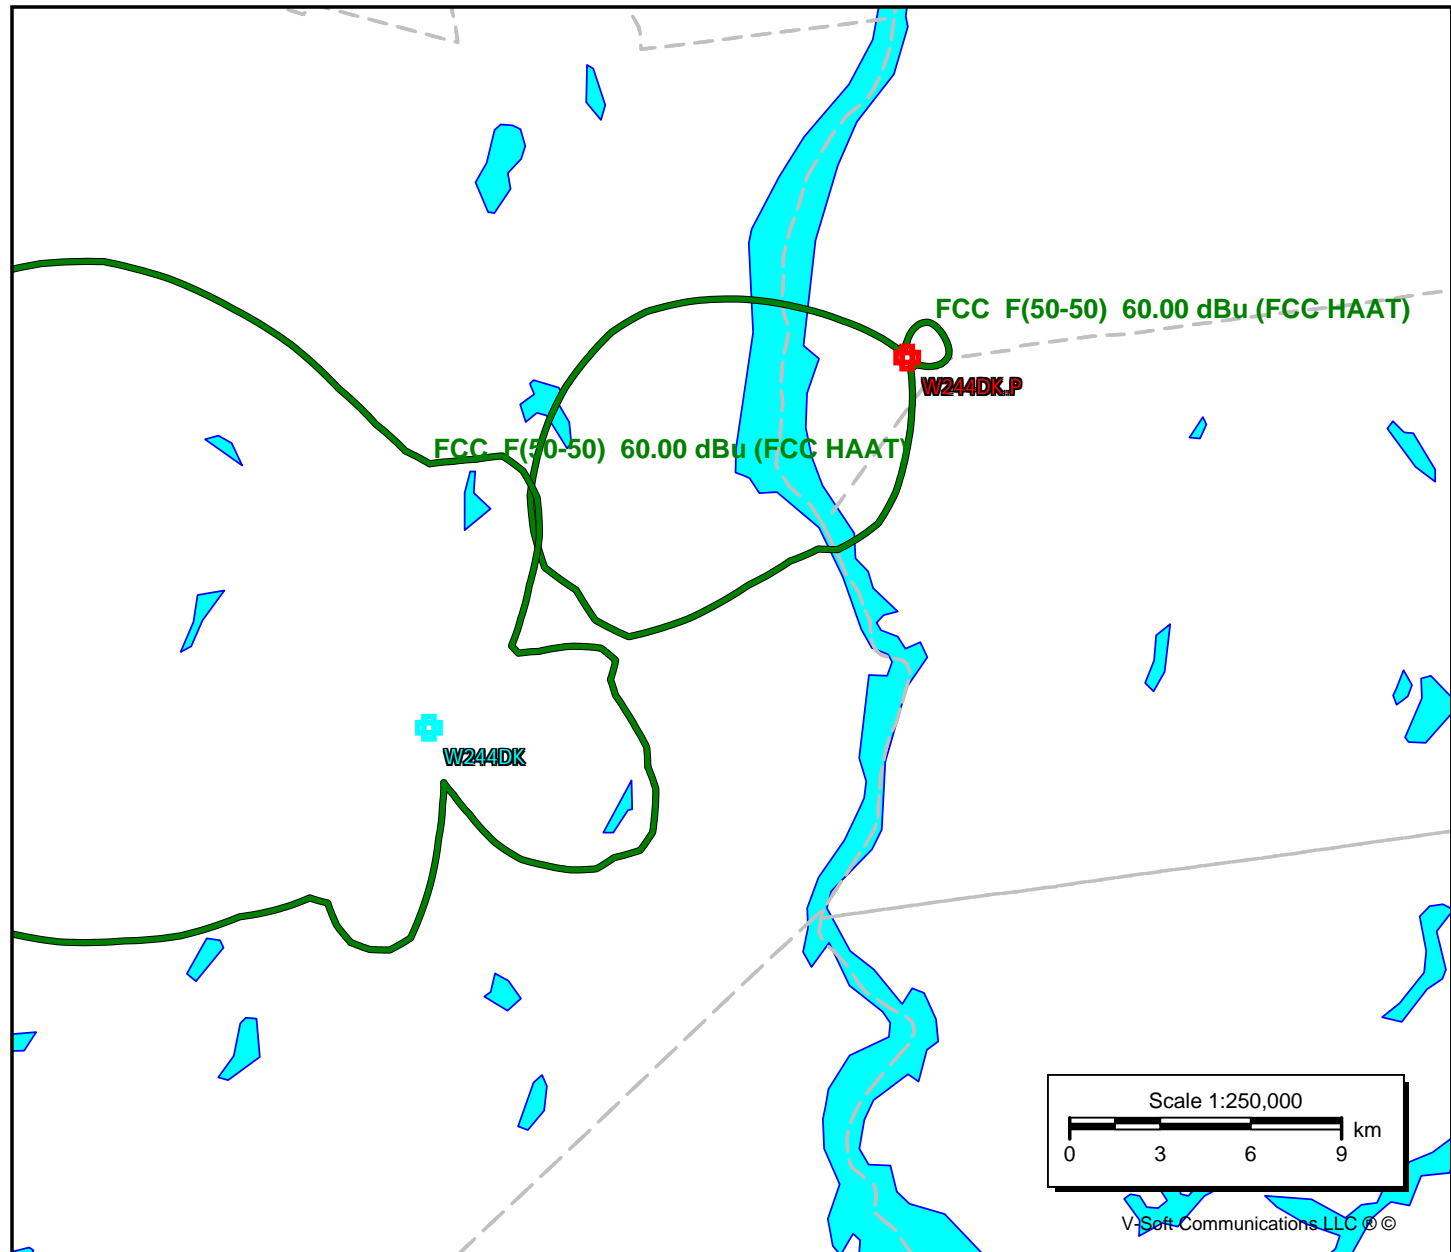 FCC F(50-50) 60.00 dBu (FCC HAAT)
W244DK.P
FCC F(50-50) 60.00 dBu (FCC HAAT)
W244DK
Scale 1:250,000
km
0 3 6 9
V-Soft Communications LLC ® ©